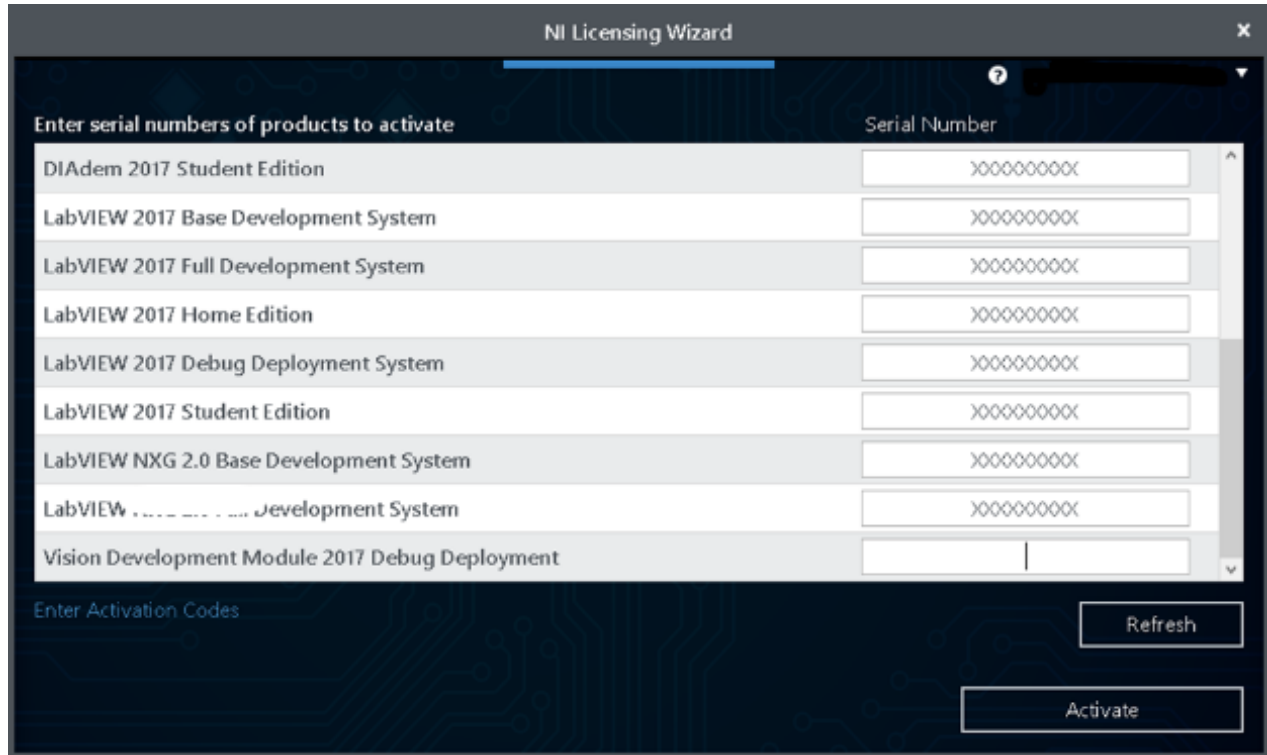 NI Licensing Wizard
Enter serial numbers of products to activate Serial Number
DIAdem 2017 Student Edition XXXXXXXXX
LabVIEW 2017 Base Development System XXXXXXXXX
LabVIEW 2017 Full Development System XXXXXXXXX
LabVIEW 2017 Home Edition XXXXXXXXX
LabVIEW 2017 Debug Deployment System XXXXXXXXX
LabVIEW 2017 Student Edition XXXXXXXXX
LabVIEW NXG 2.0 Base Development System XXXXXXXXX
LabVIEW Development System XXXXXXXXX
Vision Development Module 2017 Debug Deployment
Enter Activation Codes
Refresh
Activate